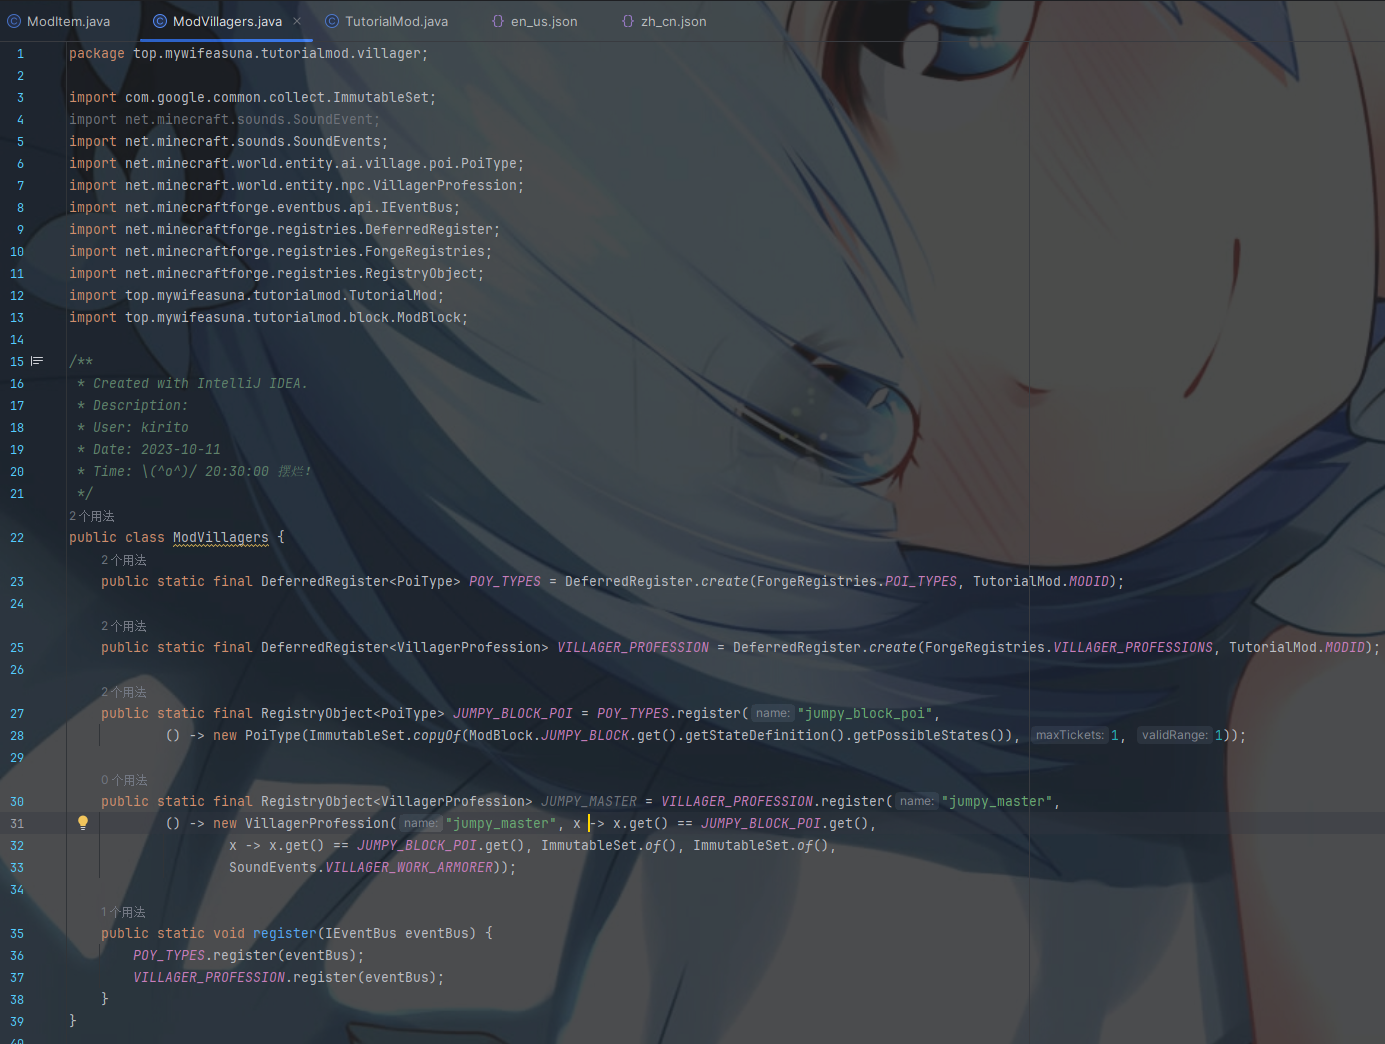 ModItem.java ModVillagers.java TutorialMod.java {} en_us.json {} zh_cn.json
1 package top.mywifeasuna.tutorialmod.villager;
2
3 import com.google.common.collect.ImmutableSet;
4 import net.minecraft.sounds.SoundEvent;
5 import net.minecraft.sounds.SoundEvents;
6 import net.minecraft.world.entity.ai.village.poi.PoiType;
7 import net.minecraft.world.entity.npc.VillagerProfession;
8 import net.minecraftforge.eventbus.api.IEventBus;
9 import net.minecraftforge.registries.DeferredRegister;
10 import net.minecraftforge.registries.ForgeRegistries;
11 import net.minecraftforge.registries.RegistryObject;
12 import top.mywifeasuna.tutorialmod.TutorialMod;
13 import top.mywifeasuna.tutorialmod.block.ModBlock;
14
15 /**
16 * Created with IntelliJ IDEA.
17 * Description:
18 * User: kirito
19 * Date: 2023-10-11
20 * Time: \(^o^)/ 20:30:00 摆烂!
21 */
2个用法
22 public class ModVillagers {
2个用法
23 public static final DeferredRegister<PoiType> POY_TYPES = DeferredRegister.create(ForgeRegistries.POI_TYPES, TutorialMod.MODID);
24
2个用法
25 public static final DeferredRegister<VillagerProfession> VILLAGER_PROFESSION = DeferredRegister.create(ForgeRegistries.VILLAGER_PROFESSIONS, TutorialMod.MODID);
26
2个用法
27 public static final RegistryObject<PoiType> JUMPY_BLOCK_POI = POY_TYPES.register( name: "jumpy_block_poi",
28 () -> new PoiType(ImmutableSet.copyOf(ModBlock.JUMPY_BLOCK.get().getStateDefinition().getPossibleStates()), maxTickets: 1, validRange: 1));
29
0个用法
30 public static final RegistryObject<VillagerProfession> JUMPY_MASTER = VILLAGER_PROFESSION.register( name: "jumpy_master",
31 () -> new VillagerProfession( name: "jumpy_master", x -> x.get() == JUMPY_BLOCK_POI.get(),
32 x -> x.get() == JUMPY_BLOCK_POI.get(), ImmutableSet.of(), ImmutableSet.of(),
33 SoundEvents.VILLAGER_WORK_ARMORER));
34
1个用法
35 public static void register(IEventBus eventBus) {
36 POY_TYPES.register(eventBus);
37 VILLAGER_PROFESSION.register(eventBus);
38 }
39 }
40